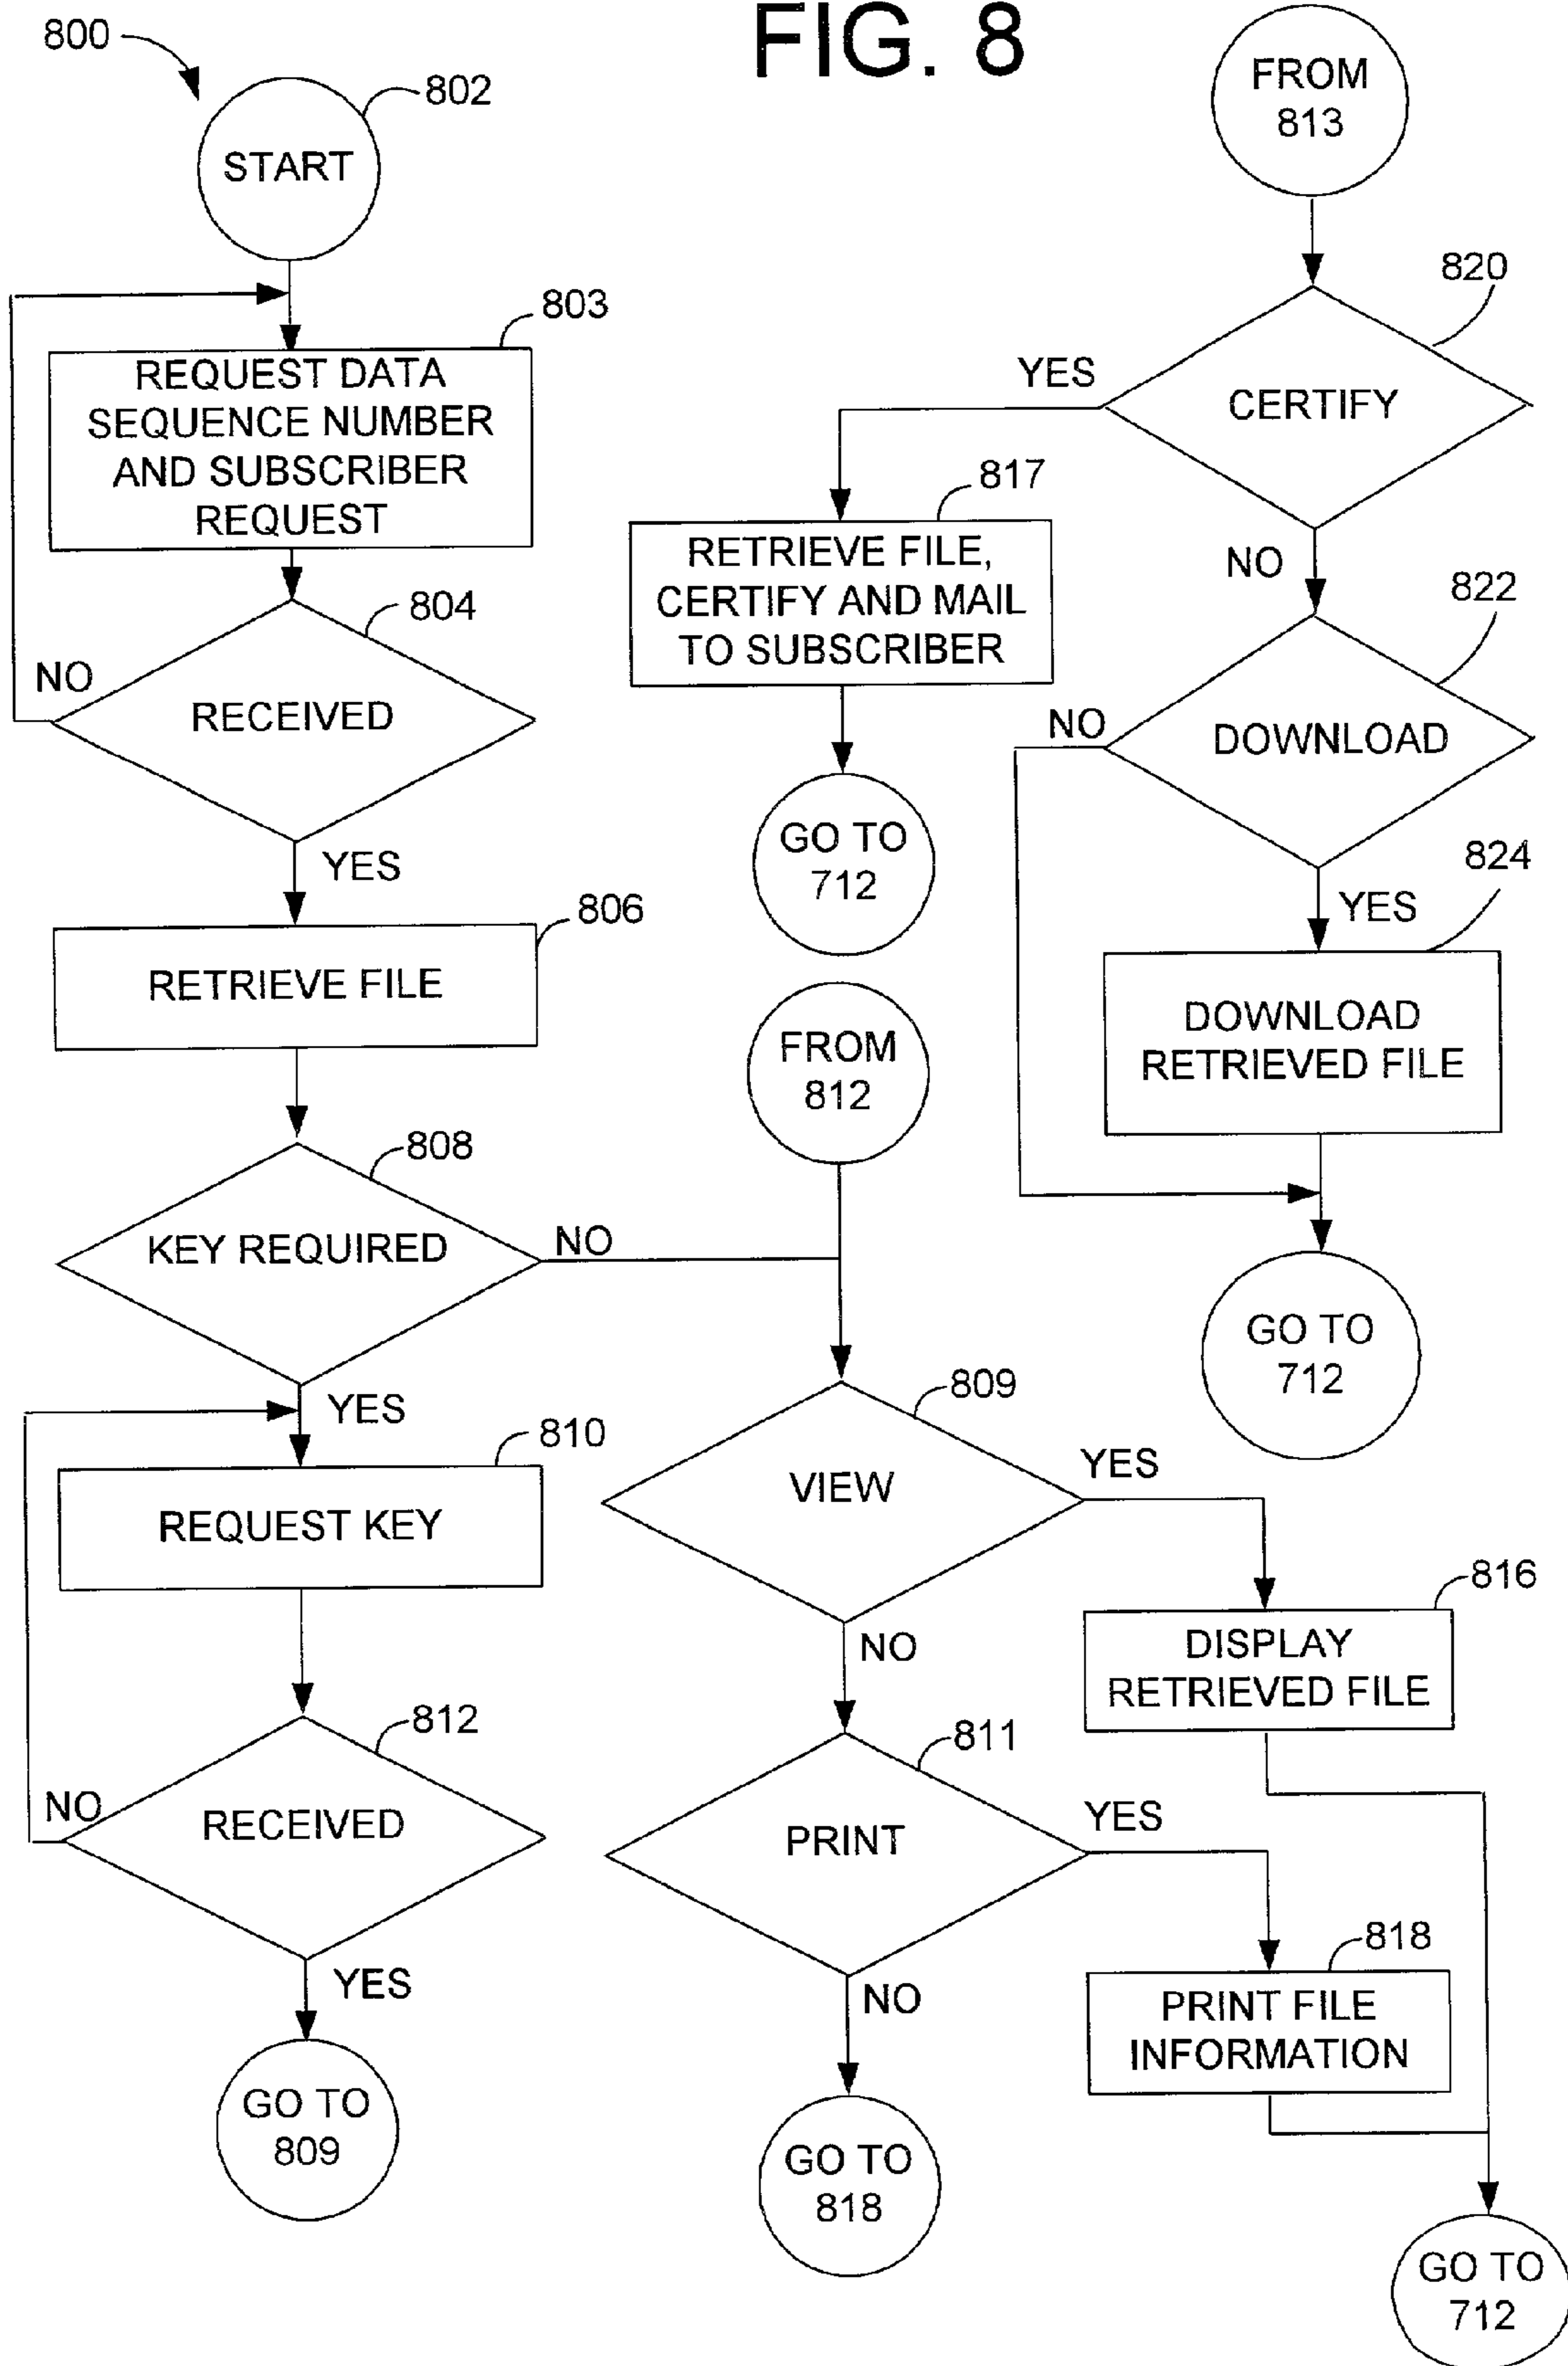 FIG. 8
800
802
START
803
REQUEST DATA
SEQUENCE NUMBER
AND SUBSCRIBER
REQUEST
804
NO
RECEIVED
YES
806
RETRIEVE FILE
808
KEY REQUIRED
NO
YES
810
REQUEST KEY
812
NO
RECEIVED
YES
GO TO
809
FROM
812
809
VIEW
YES
816
DISPLAY
RETRIEVED FILE
NO
811
PRINT
YES
818
PRINT FILE
INFORMATION
NO
GO TO
818
GO TO
712
FROM
813
820
CERTIFY
YES
817
RETRIEVE FILE,
CERTIFY AND MAIL
TO SUBSCRIBER
GO TO
712
NO
822
DOWNLOAD
NO
YES
824
DOWNLOAD
RETRIEVED FILE
GO TO
712